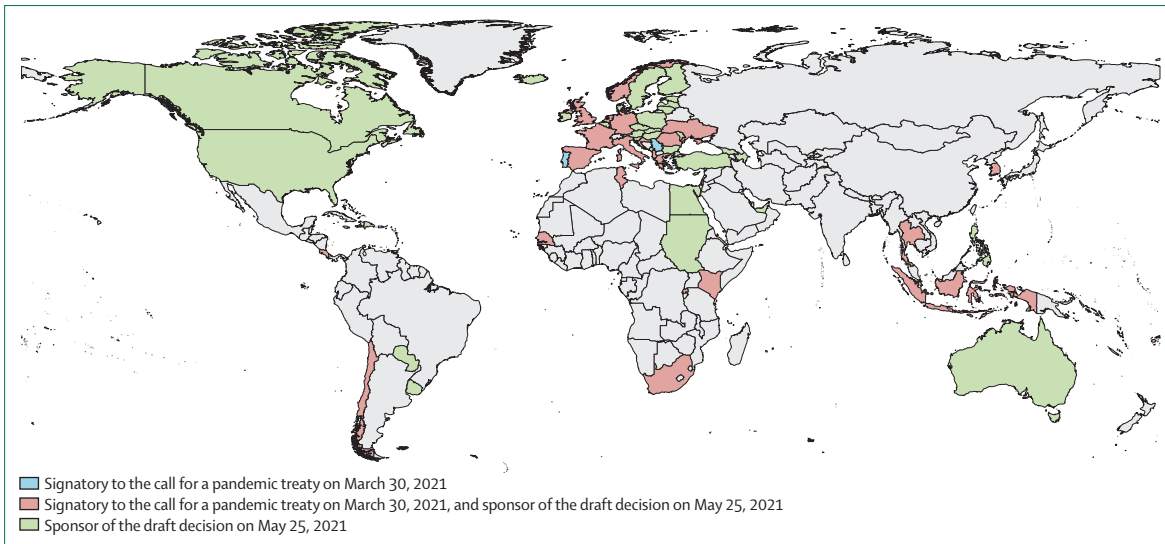 Signatory to the call for a pandemic treaty on March 30, 2021
Signatory to the call for a pandemic treaty on March 30, 2021, and sponsor of the draft decision on May 25, 2021
Sponsor of the draft decision on May 25, 2021